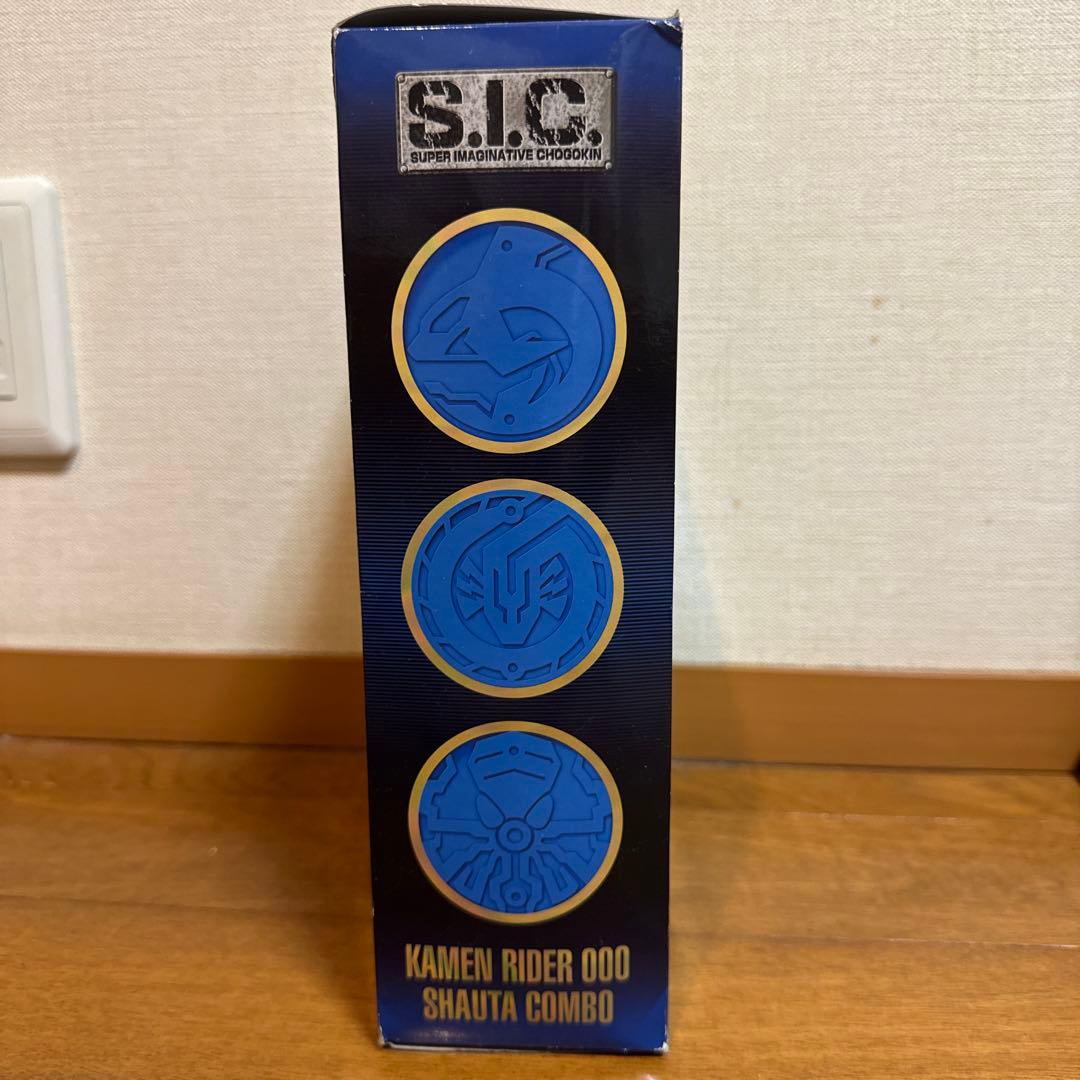 S.I.C.
SUPER IMAGINATIVE CHOGOKIN
KAMEN RIDER OOO
SHAUTA COMBO